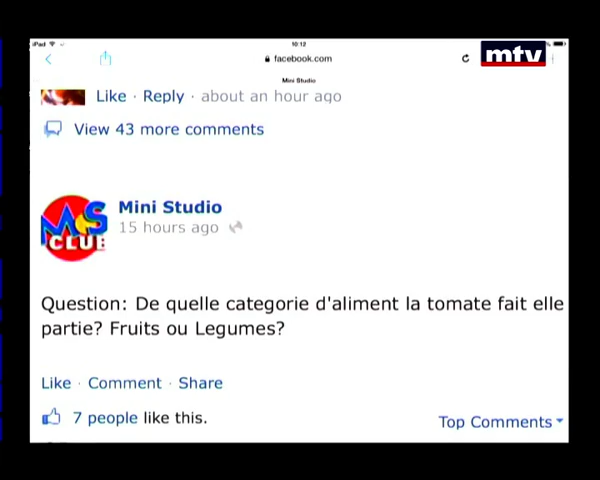 iPad
10:12
facebook.com
mtv
Mini Studio
Like · Reply · about an hour ago
View 43 more comments
Mini Studio
15 hours ago
MS
CLUB
Question: De quelle categorie d'aliment la tomate fait elle
partie? Fruits ou Legumes?
Like · Comment · Share
7 people like this.
Top Comments